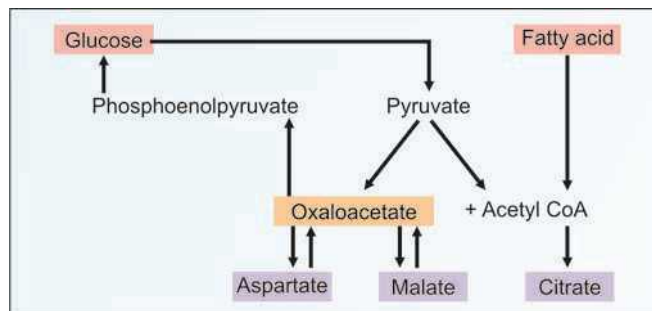 Glucose
Fatty acid
Phosphoenolpyruvate
Pyruvate
Oxaloacetate
+ Acetyl CoA
Aspartate
Malate
Citrate